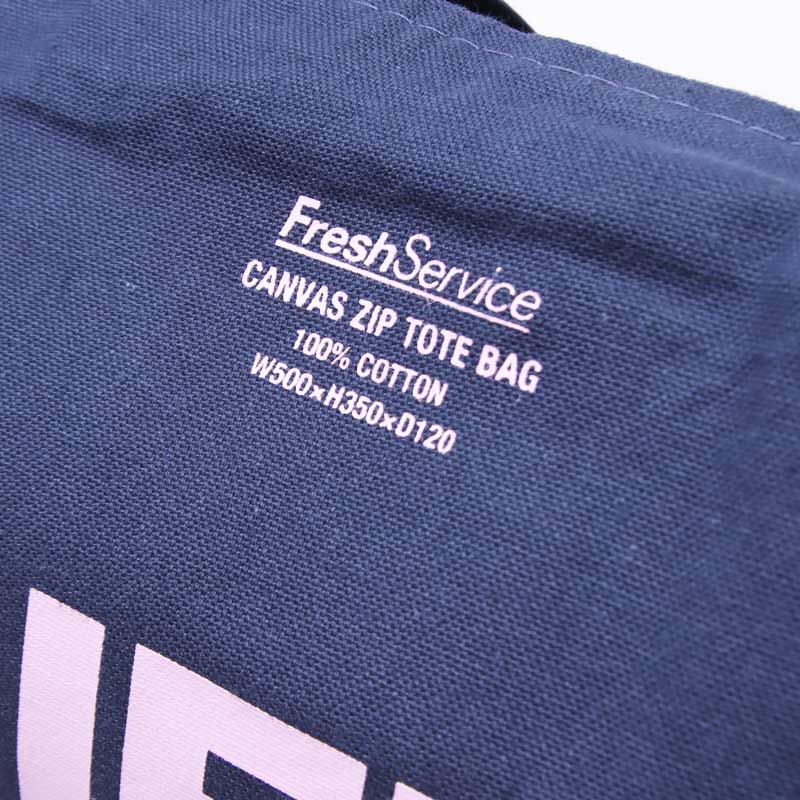 FreshService
CANVAS ZIP TOTE BAG
100% COTTON
W500×H350×D120